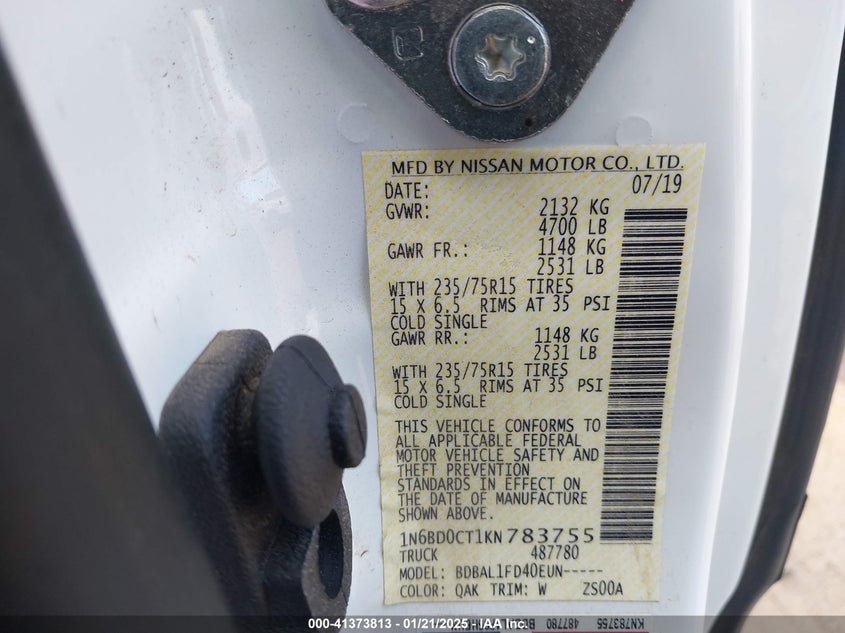 MFD BY NISSAN MOTOR CO., LTD.
DATE: 07/19
GVWR: 2132 KG
4700 LB
GAWR FR.: 1148 KG
2531 LB
WITH 235/75R15 TIRES
15 X 6.5 RIMS AT 35 PSI
COLD SINGLE
GAWR RR.: 1148 KG
2531 LB
WITH 235/75R15 TIRES
15 X 6.5 RIMS AT 35 PSI
COLD SINGLE
THIS VEHICLE CONFORMS TO
ALL APPLICABLE FEDERAL
MOTOR VEHICLE SAFETY AND
THEFT PREVENTION
STANDARDS IN EFFECT ON
THE DATE OF MANUFACTURE
SHOWN ABOVE.
1N6BD0CT1KN783755
TRUCK 487780
MODEL: BDBAL1FD40EUN-----
COLOR: QAK TRIM: W ZS00A
487780 KN783755
000-41373813 - 01/21/2025 - IAA Inc.